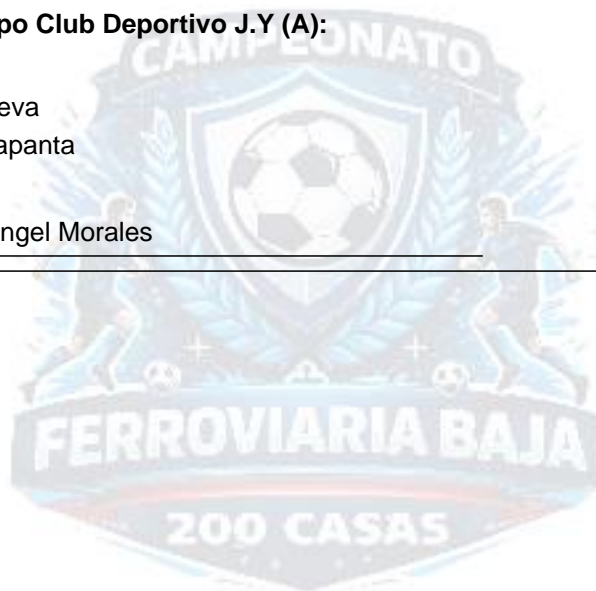 po Club Deportivo J.Y (A):
CAMPEONATO
eva
apanta
ngel Morales
FERROVIARIA BAJA
200 CASAS